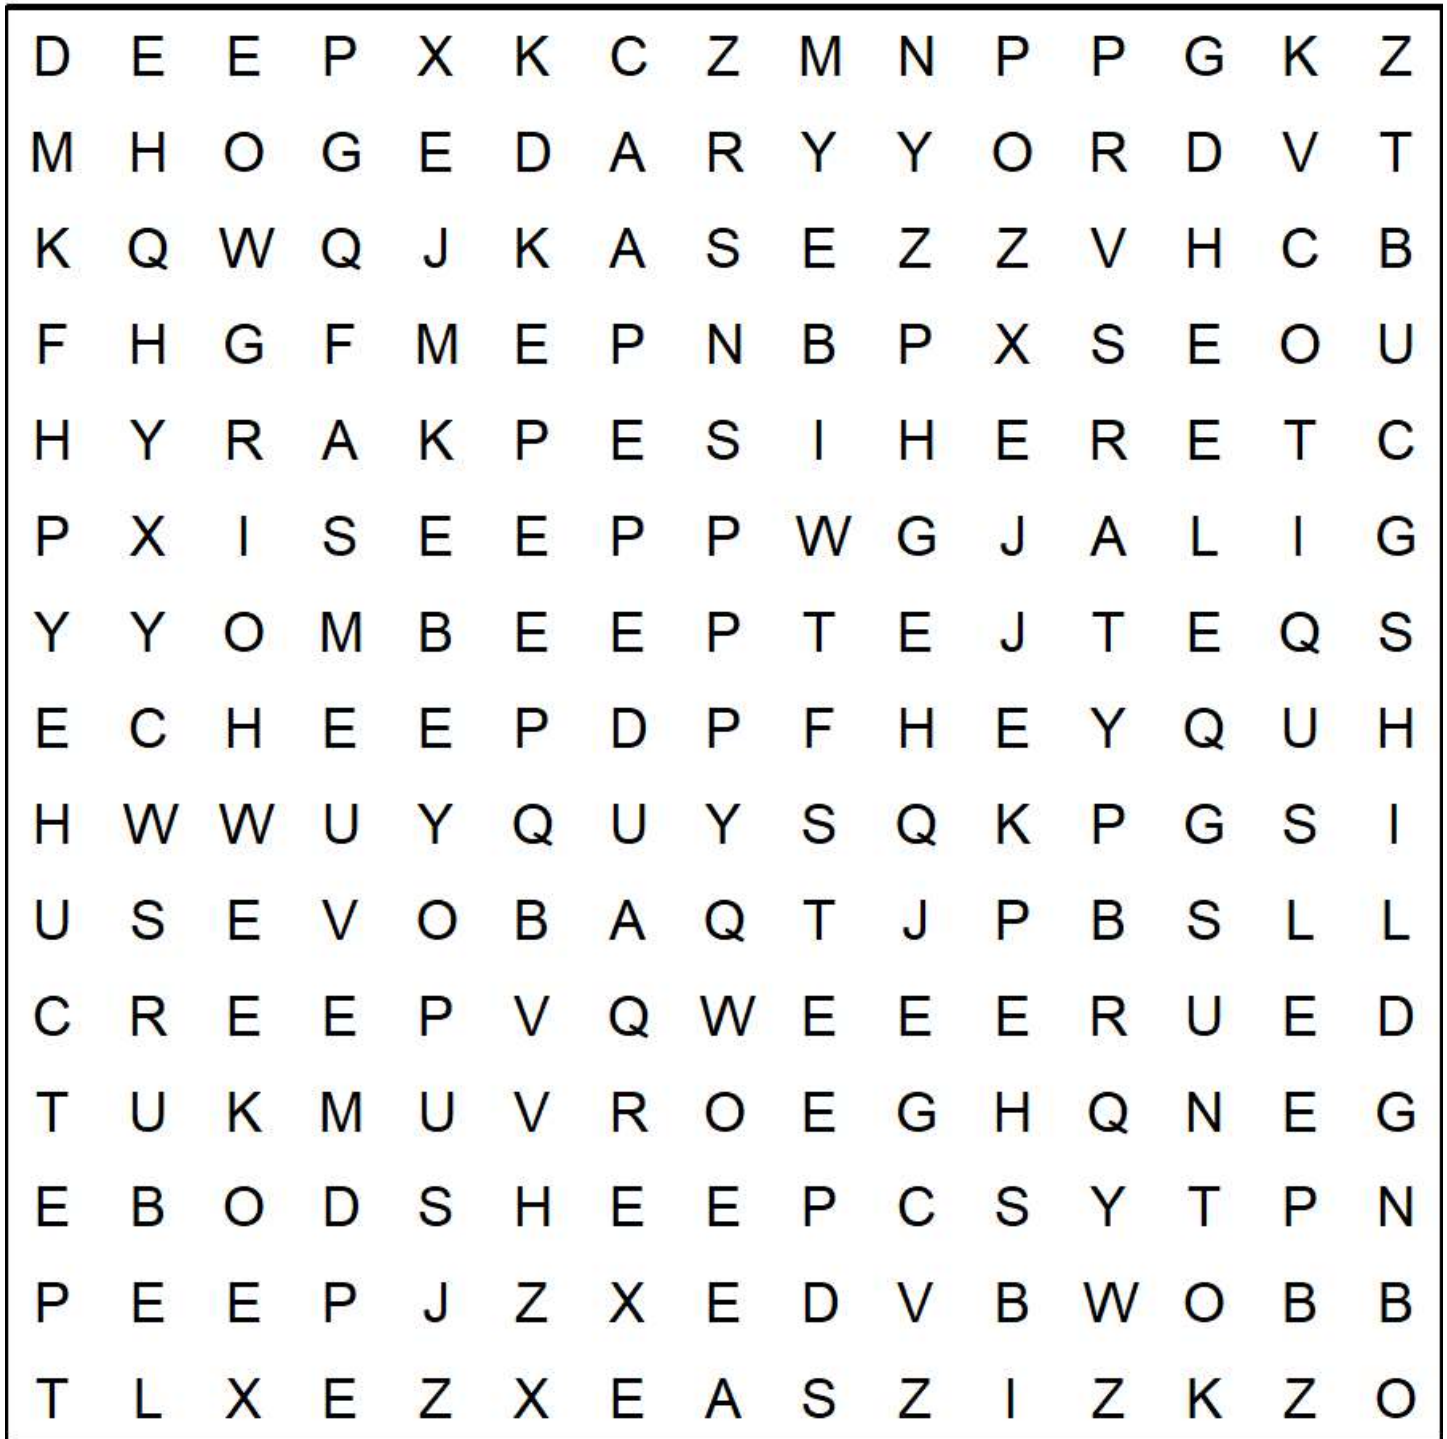 D E E P X K C Z M N P P G K Z
M H O G E D A R Y Y O R D V T
K Q W Q J K A S E Z Z V H C B
F H G F M E P N B P X S E O U
H Y R A K P E S I H E R E T C
P X I S E E P P W G J A L I G
Y Y O M B E E P T E J T E Q S
E C H E E P D P F H E Y Q U H
H W W U Y Q U Y S Q K P G S I
U S E V O B A Q T J P B S L L
C R E E P V Q W E E E R U E D
T U K M U V R O E G H Q N E G
E B O D S H E E P C S Y T P N
P E E P J Z X E D V B W O B B
T L X E Z X E A S Z I Z K Z O